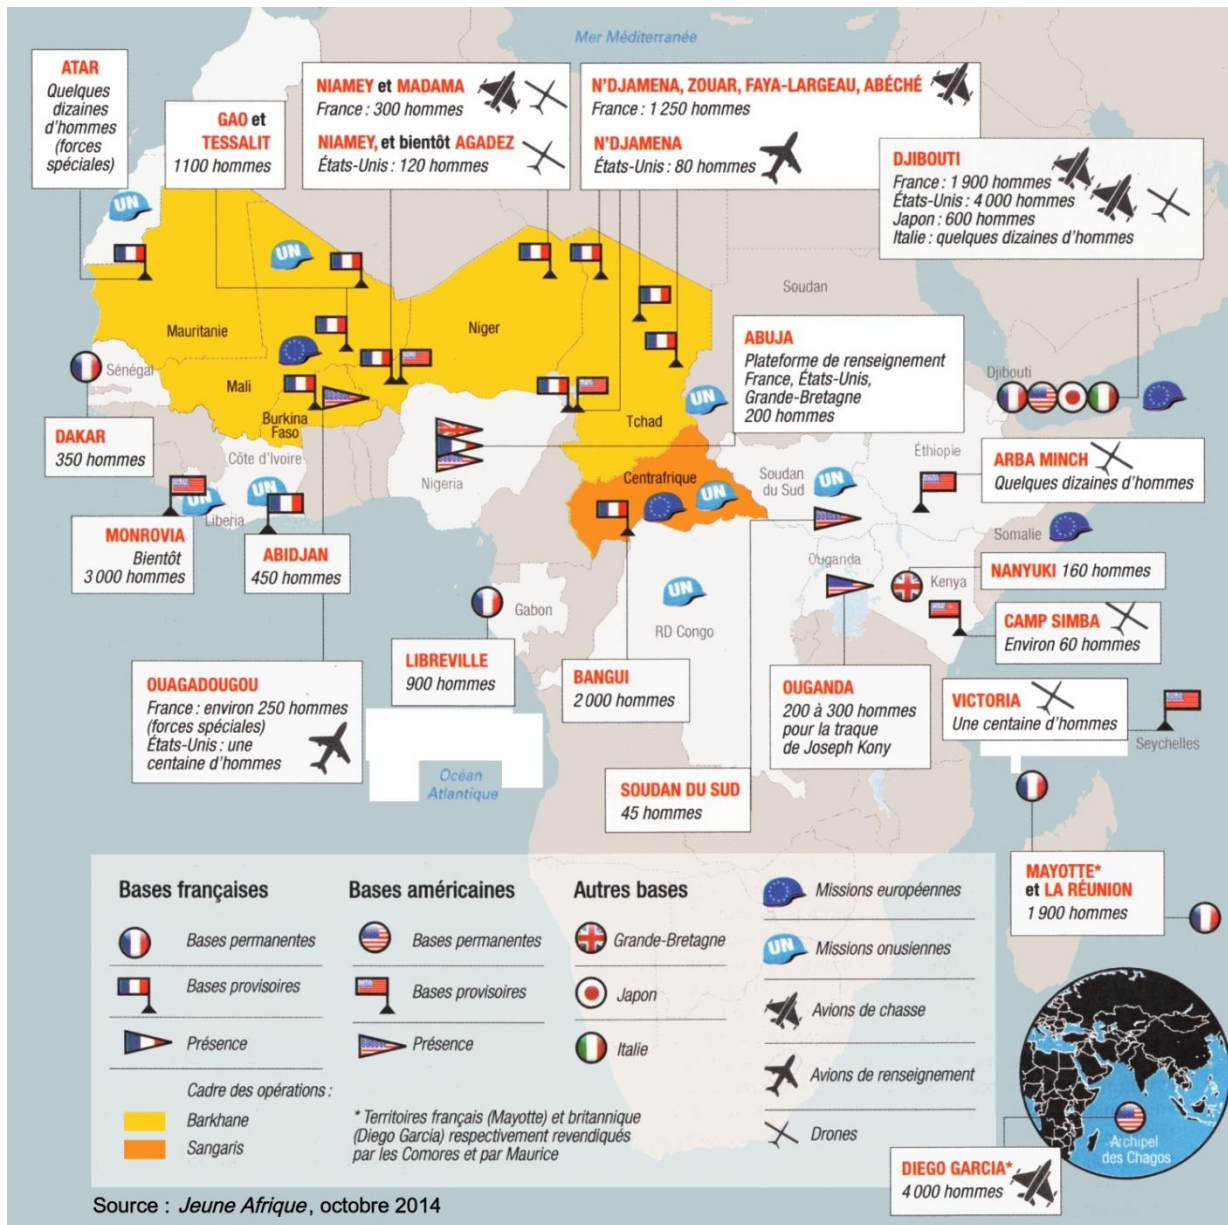 Mer Méditerranée
ATAR
Quelques
dizaines
d'hommes
(forces
spéciales)
GAO et
TESSALIT
1100 hommes
NIAMEY et MADAMA
France : 300 hommes
NIAMEY, et bientôt AGADEZ
États-Unis : 120 hommes
N'DJAMENA, ZOUAR, FAYA-LARGEAU, ABÉCHÉ
France : 1 250 hommes
N'DJAMENA
États-Unis : 80 hommes
DJIBOUTI
France : 1 900 hommes
États-Unis : 4 000 hommes
Japon : 600 hommes
Italie : quelques dizaines d'hommes
UN
UN
Soudan
Mauritanie
Niger
ABUJA
Plateforme de renseignement
France, États-Unis,
Grande-Bretagne
200 hommes
Sénégal
Mali
Burkina
Faso
Tchad
UN
Djibouti
DAKAR
350 hommes
Côte d'Ivoire
Nigeria
Centrafrique
UN
Soudan
du Sud
UN
Éthiopie
ARBA MINCH
Quelques dizaines d'hommes
UN
Liberia
UN
MONROVIA
Bientôt
3 000 hommes
ABIDJAN
450 hommes
Somalie
Ouganda
Kenya
NANYUKI 160 hommes
Gabon
UN
RD Congo
CAMP SIMBA
Environ 60 hommes
LIBREVILLE
900 hommes
BANGUI
2 000 hommes
OUGANDA
200 à 300 hommes
pour la traque
de Joseph Kony
VICTORIA
Une centaine d'hommes
Seychelles
OUAGADOUGOU
France : environ 250 hommes
(forces spéciales)
États-Unis : une
centaine d'hommes
Océan
Atlantique
SOUDAN DU SUD
45 hommes
MAYOTTE*
et LA RÉUNION
1 900 hommes
Bases françaises
Bases permanentes
Bases provisoires
Présence
Cadre des opérations :
Barkhane
Sangaris
Bases américaines
Bases permanentes
Bases provisoires
Présence
* Territoires français (Mayotte) et britannique
(Diego Garcia) respectivement revendiqués
par les Comores et par Maurice
Autres bases
Grande-Bretagne
Japon
Italie
Missions européennes
UN
Missions onusiennes
Avions de chasse
Avions de renseignement
Drones
Archipel
des Chagos
DIEGO GARCIA*
4 000 hommes
Source : Jeune Afrique, octobre 2014